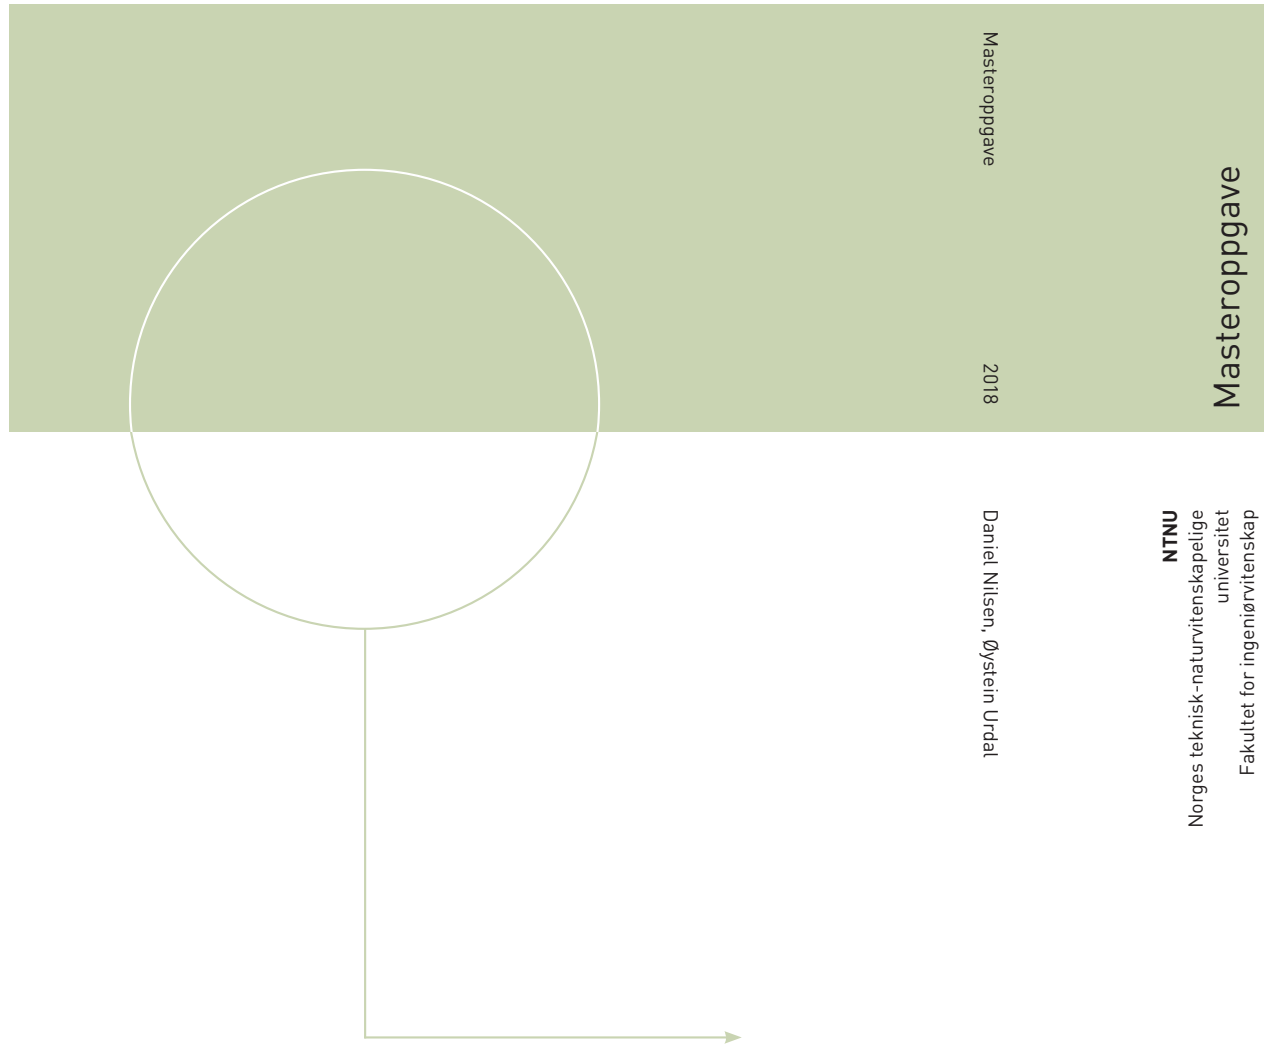 Masteroppgave
2018
Daniel Nilsen, Øystein Urdal
Masteroppgave
NTNU
Norges teknisk-naturvitenskapelige
universitet
Fakultet for ingeniørvitenskap